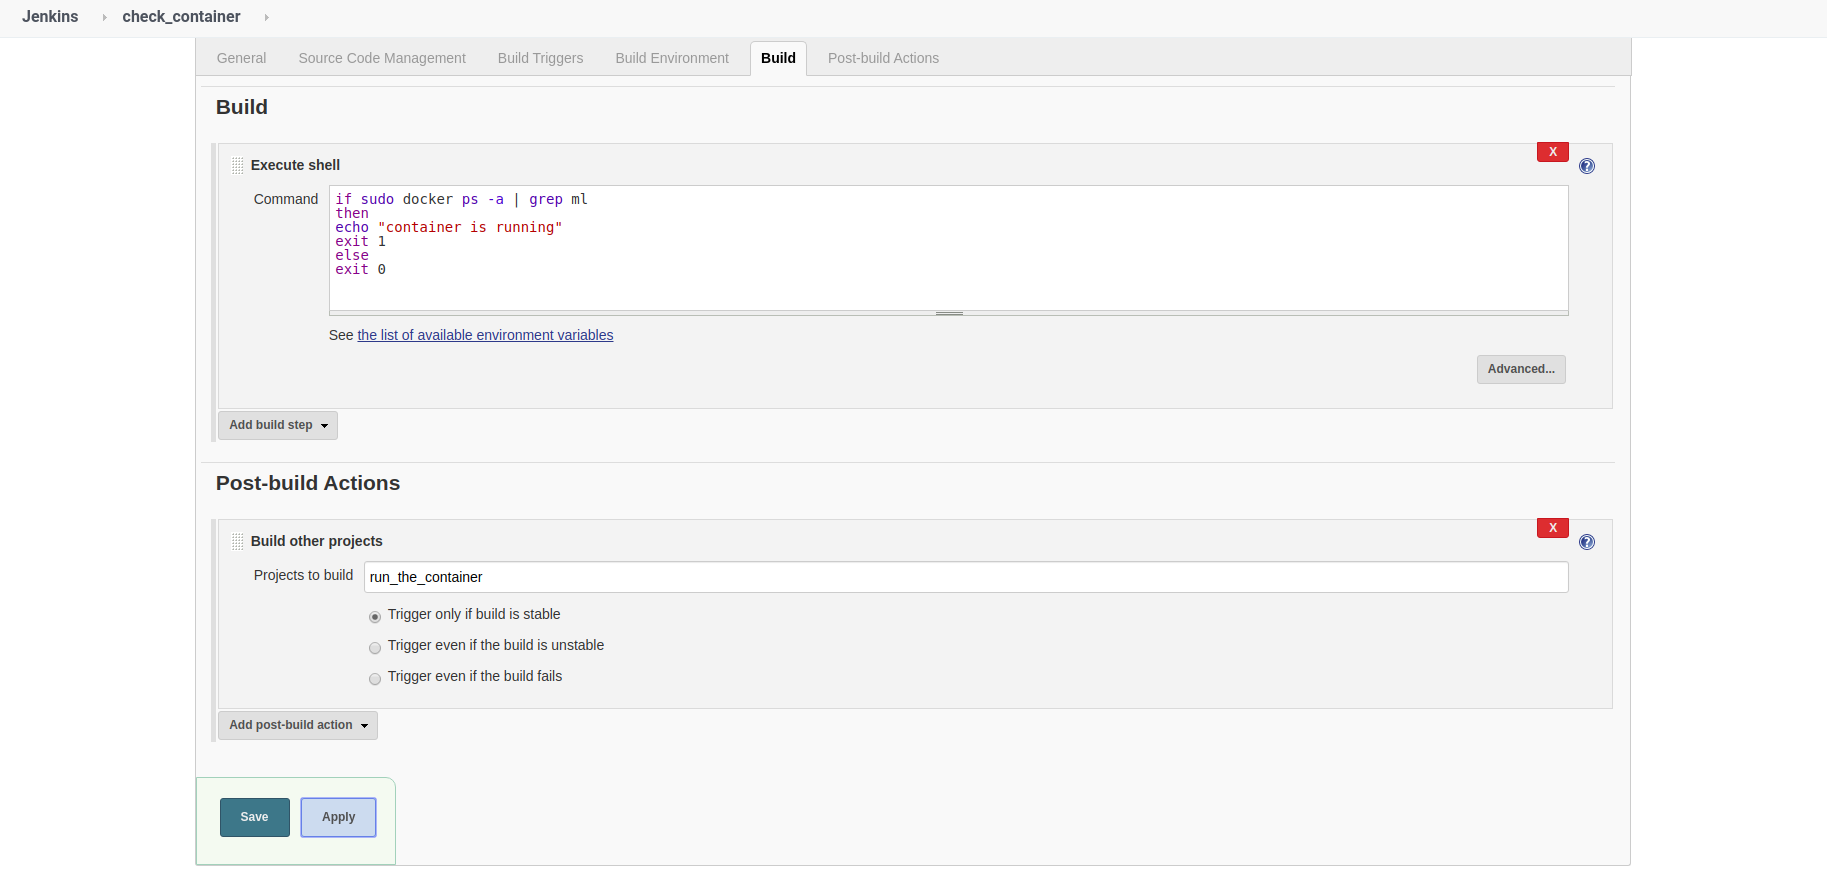 Jenkins check_container
General Source Code Management Build Triggers Build Environment Build Post-build Actions
Build
X
Execute shell ?
Command if sudo docker ps -a | grep ml
then
echo "container is running"
exit 1
else
exit 0
See the list of available environment variables
Advanced...
Add build step
Post-build Actions
X
Build other projects ?
Projects to build run_the_container
Trigger only if build is stable
Trigger even if the build is unstable
Trigger even if the build fails
Add post-build action
Save Apply